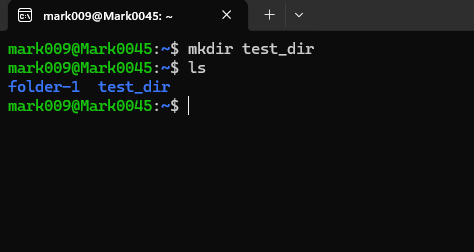 mark009@Mark0045: ~
mark009@Mark0045:~$ mkdir test_dir
mark009@Mark0045:~$ ls
folder-1  test_dir
mark009@Mark0045:~$